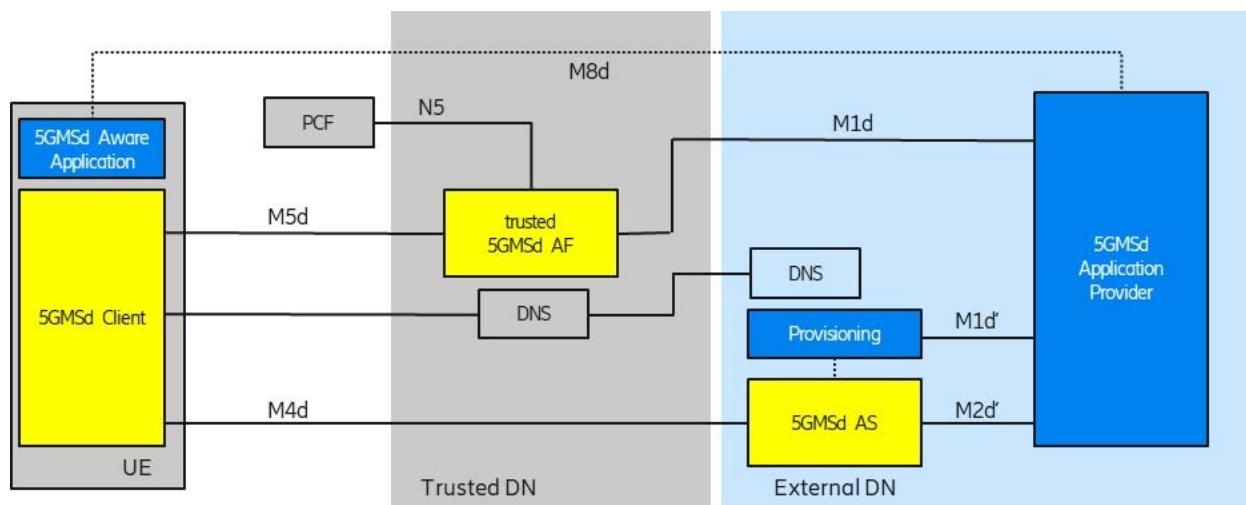 M8d
5GMSd Aware
Application
PCF
N5
M1d
M5d
trusted
5GMSd AF
5GMSd
Application
Provider
DNS
5GMSd Client
DNS
Provisioning
M1d'
M4d
5GMSd AS
M2d'
UE
Trusted DN
External DN